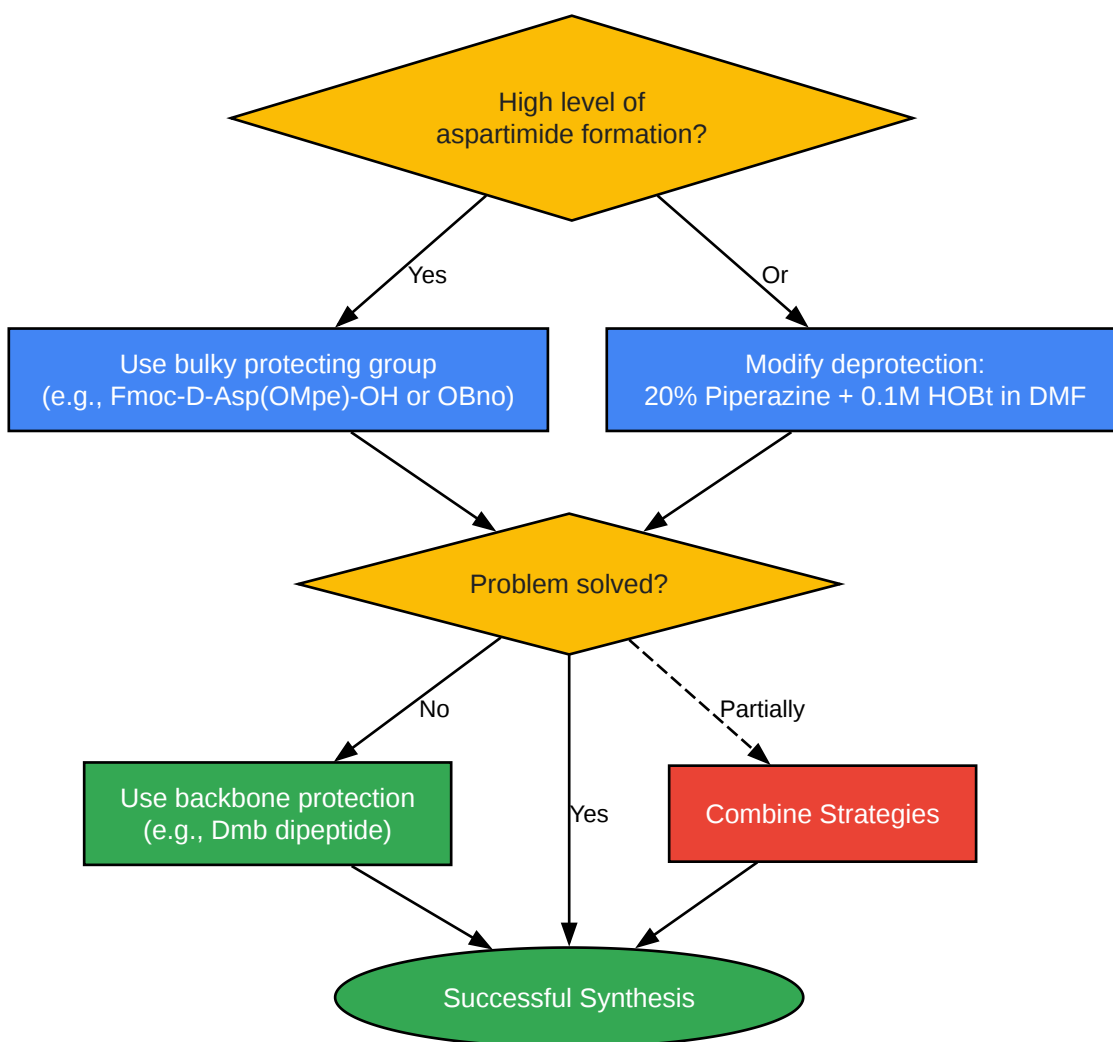 High level of
aspartimide formation?
Yes
Or
Use bulky protecting group
(e.g., Fmoc-D-Asp(OMpe)-OH or OBno)
Modify deprotection:
20% Piperazine + 0.1M HOBt in DMF
Problem solved?
No
Partially
Use backbone protection
(e.g., Dmb dipeptide)
Yes
Combine Strategies
Successful Synthesis